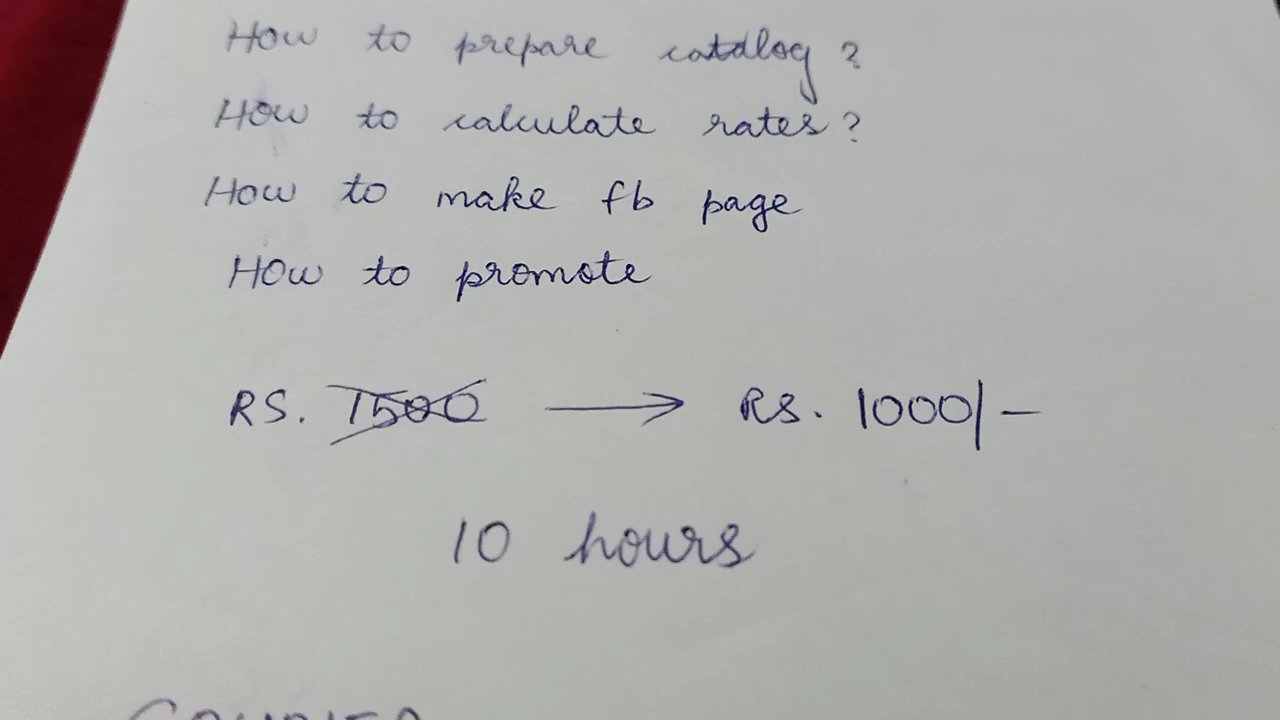 How to prepare catalog?
How to calculate rates?
How to make fb page
How to promote
RS. 1500 → RS. 1000/-
10 hours